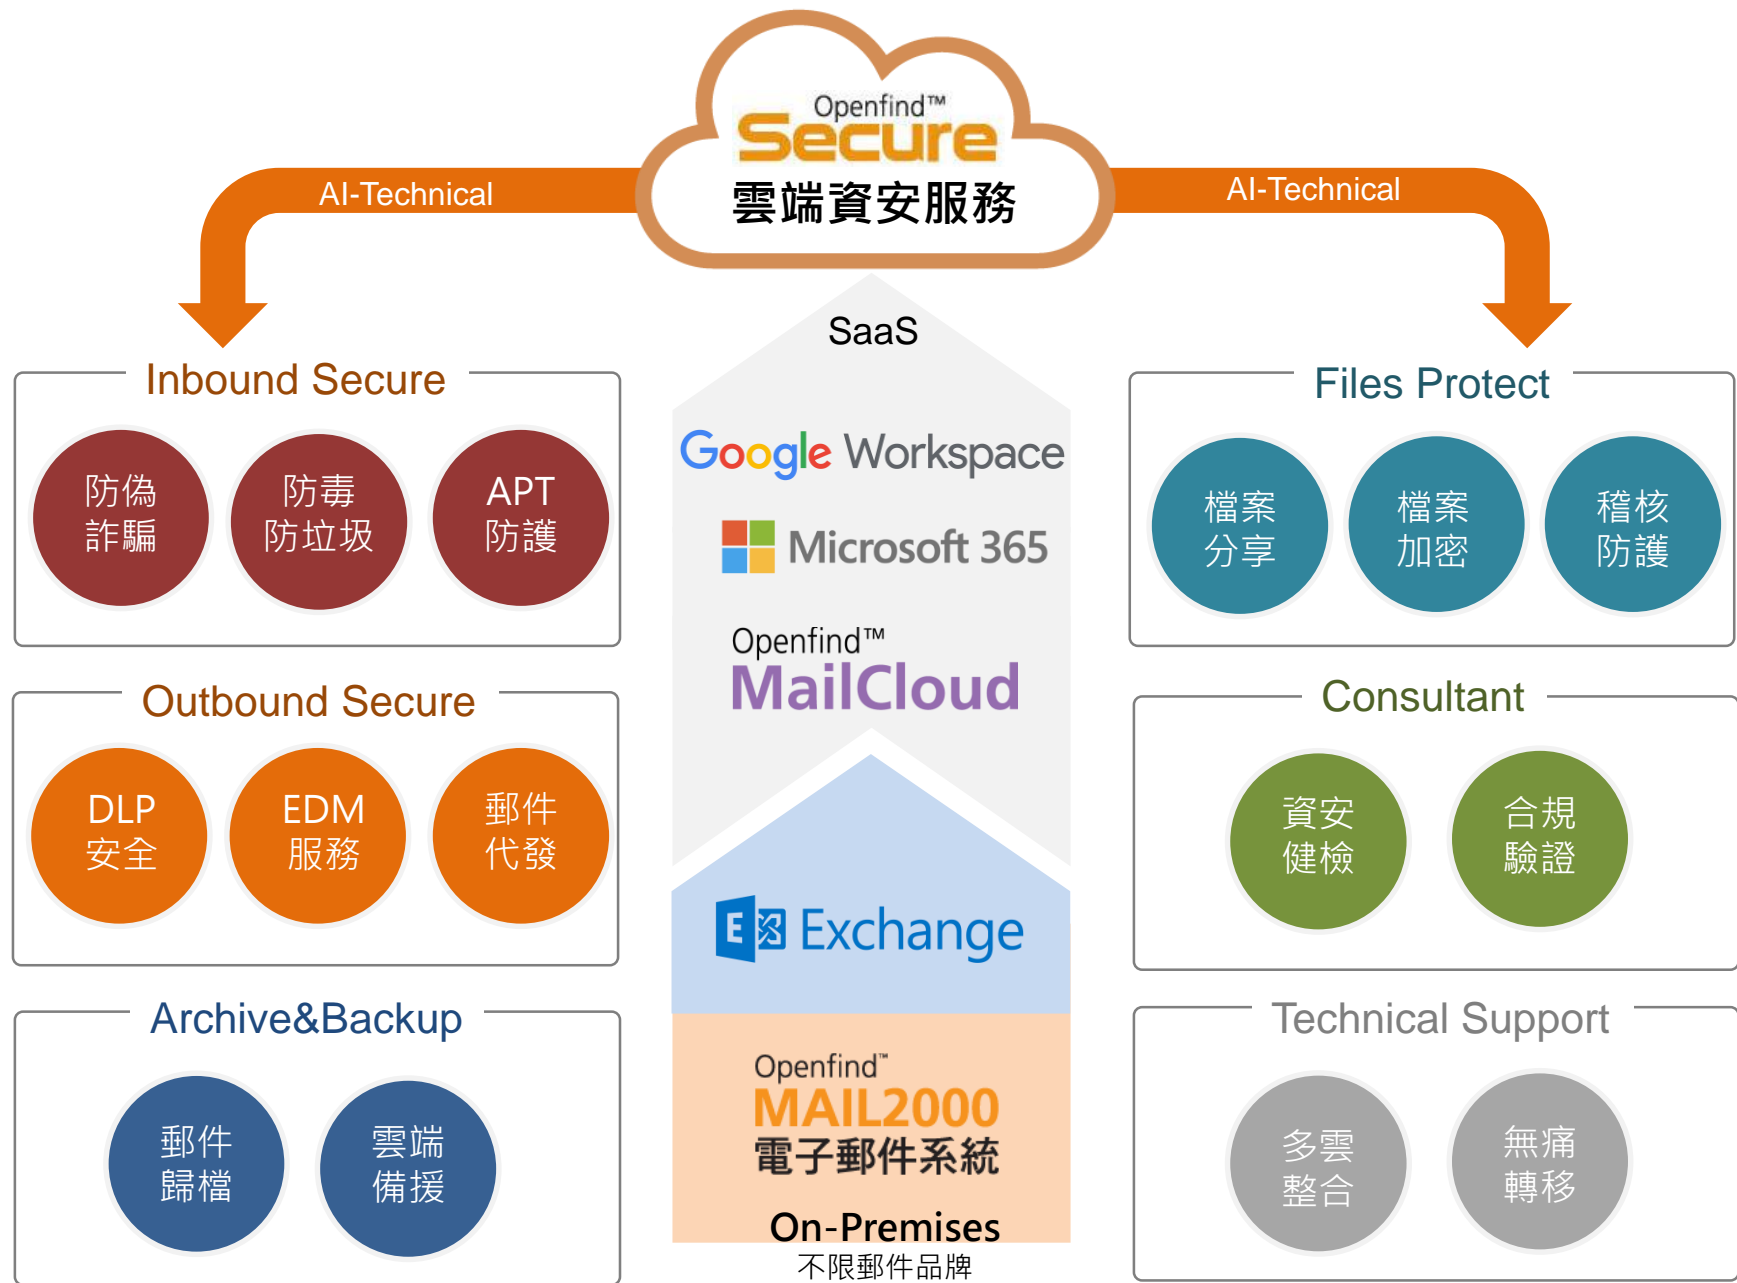 Openfind™
Secure
雲端資安服務
AI-Technical
AI-Technical
Inbound Secure
防偽
詐騙
防毒
防垃圾
APT
防護
Outbound Secure
DLP
安全
EDM
服務
郵件
代發
Archive&Backup
郵件
歸檔
雲端
備援
SaaS
Google Workspace
Microsoft 365
Openfind™
MailCloud
Exchange
Openfind™
MAIL2000
電子郵件系統
On-Premises
不限郵件品牌
Files Protect
檔案
分享
檔案
加密
稽核
防護
Consultant
資安
健檢
合規
驗證
Technical Support
多雲
整合
無痛
轉移